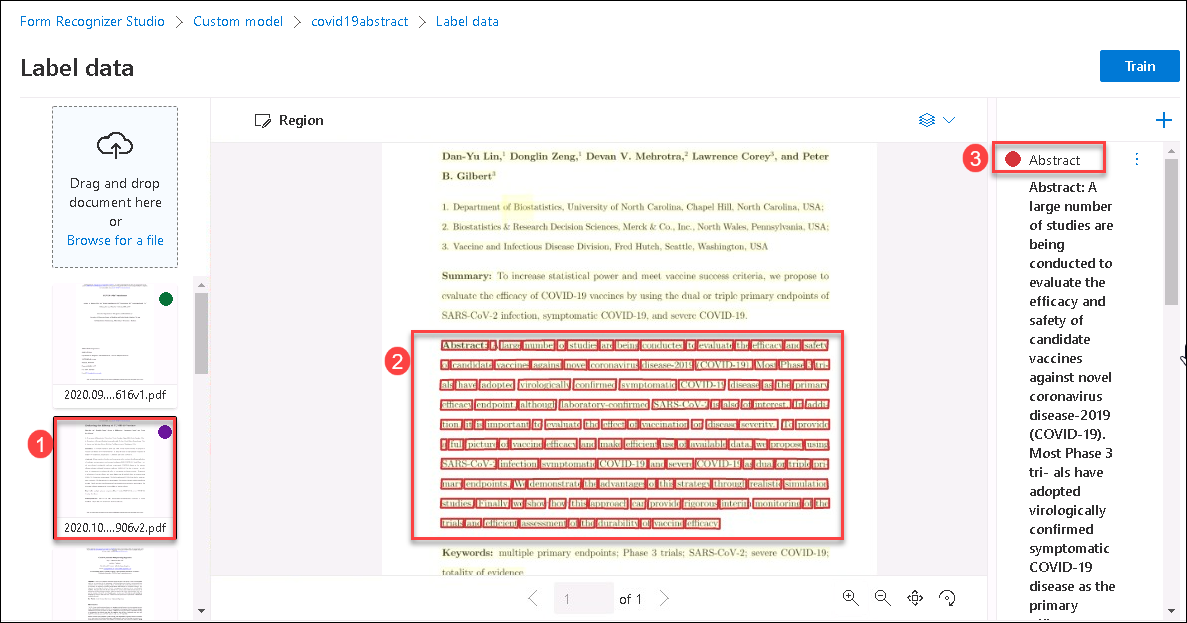 Form Recognizer Studio > Custom model > covid19abstract > Label data
Label data
Train
Drag and drop
document here
or
Browse for a file
2020.09....616v1.pdf
1
2020.10....906v2.pdf
Region
Dan-Yu Lin,1 Donglin Zeng,1 Devan V. Mehrotra,2 Lawrence Corey3, and Peter
B. Gilbert3
1. Department of Biostatistics, University of North Carolina, Chapel Hill, North Carolina, USA;
2. Biostatistics & Research Decision Sciences, Merck & Co., Inc., North Wales, Pennsylvania, USA;
3. Vaccine and Infectious Disease Division, Fred Hutch, Seattle, Washington, USA
Summary: To increase statistical power and meet vaccine success criteria, we propose to
evaluate the efficacy of COVID-19 vaccines by using the dual or triple primary endpoints of
SARS-CoV-2 infection, symptomatic COVID-19, and severe COVID-19.
2
Abstract: A large number of studies are being conducted to evaluate the efficacy and safety
of candidate vaccines against novel coronavirus disease-2019 (COVID-19). Most Phase 3 tri-
als have adopted virologically confirmed symptomatic COVID-19 disease as the primary
efficacy endpoint, although laboratory-confirmed SARS-CoV-2 is also of interest. In addi-
tion, it is important to evaluate the effect of vaccination on disease severity. To provide
a full picture of vaccine efficacy and make efficient use of available data, we propose using
SARS-CoV-2 infection, symptomatic COVID-19, and severe COVID-19 as dual or triple pri-
mary endpoints. We demonstrate the advantages of this strategy through realistic simulation
studies. Finally, we show how this approach can provide rigorous interim monitoring of the
trials and efficient assessment of the durability of vaccine efficacy.
Keywords: multiple primary endpoints; Phase 3 trials; SARS-CoV-2; severe COVID-19;
totality of evidence
1 of 1
3
Abstract
Abstract: A
large number
of studies are
being
conducted to
evaluate the
efficacy and
safety of
candidate
vaccines
against novel
coronavirus
disease-2019
(COVID-19).
Most Phase 3
tri- als have
adopted
virologically
confirmed
symptomatic
COVID-19
disease as the
primary